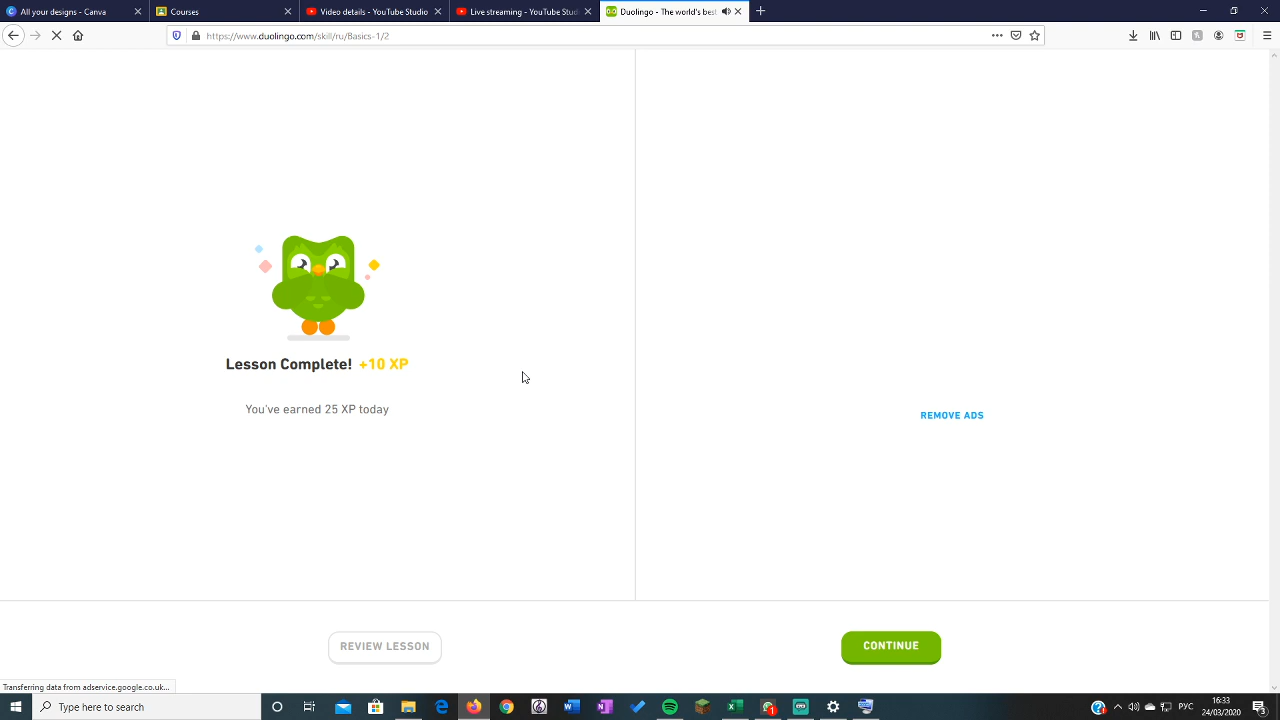 All your designs - Canva
Courses
Video details - YouTube Studio
Live streaming - YouTube Stud
Duolingo - The world's best
https://www.duolingo.com/skill/ru/Basics-1/2
Lesson Complete! +10 XP
You've earned 25 XP today
REMOVE ADS
REVIEW LESSON
CONTINUE
Transferring data from adservice.google.co.uk...
Type here to search
РУС
16:33
24/03/2020